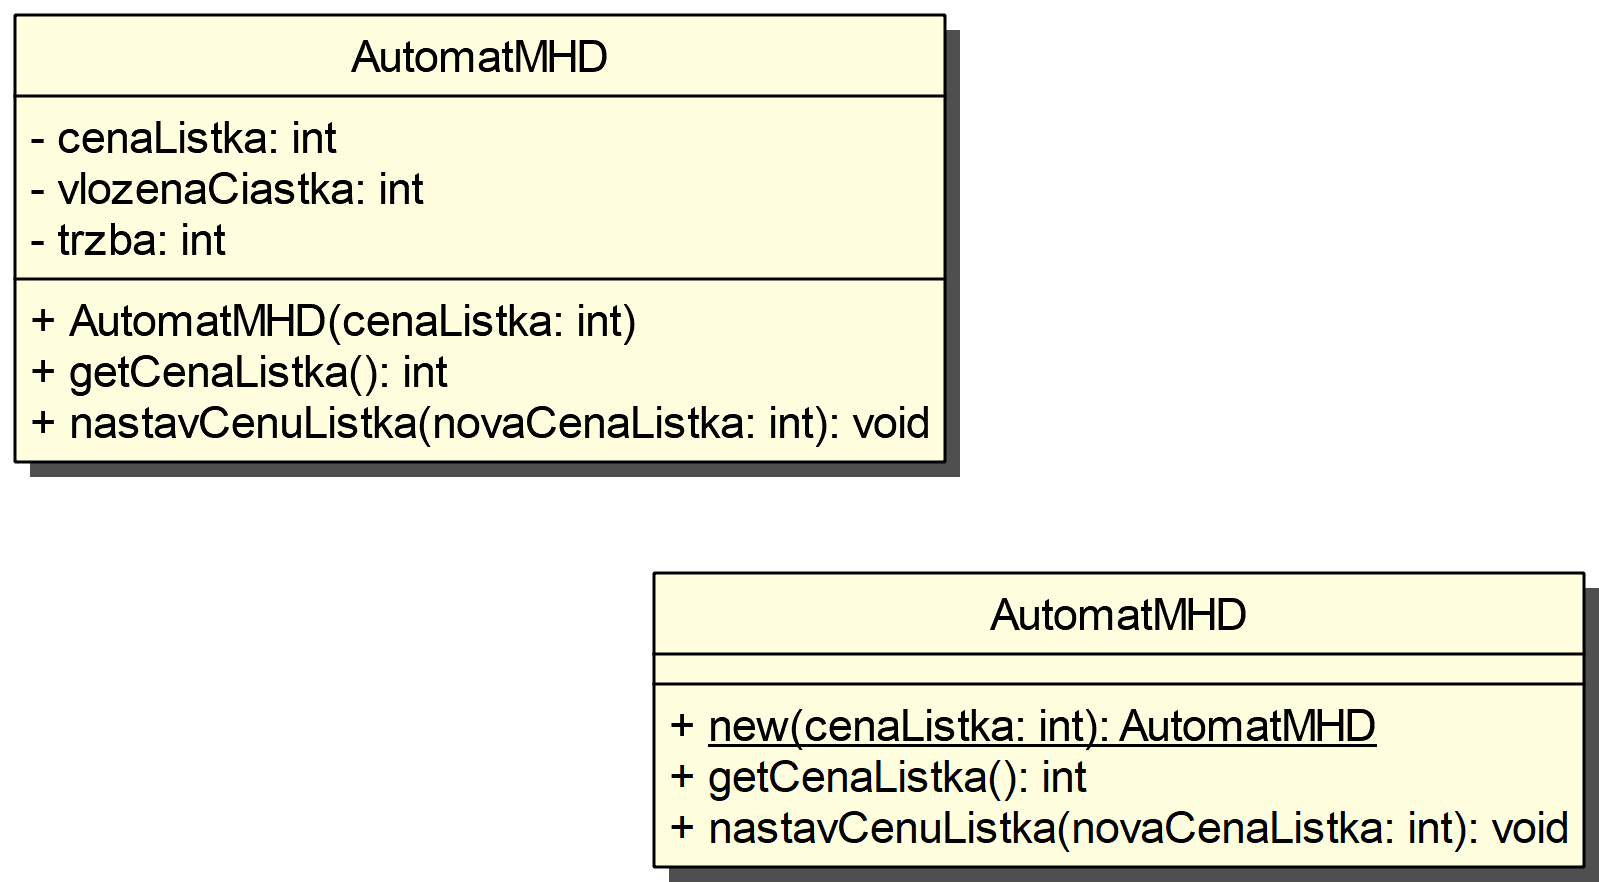 AutomatMHD
- cenaListka: int
- vlozenaCiastka: int
- trzba: int
+ AutomatMHD(cenaListka: int)
+ getCenaListka(): int
+ nastavCenuListka(novaCenaListka: int): void
AutomatMHD
+ new(cenaListka: int): AutomatMHD
+ getCenaListka(): int
+ nastavCenuListka(novaCenaListka: int): void